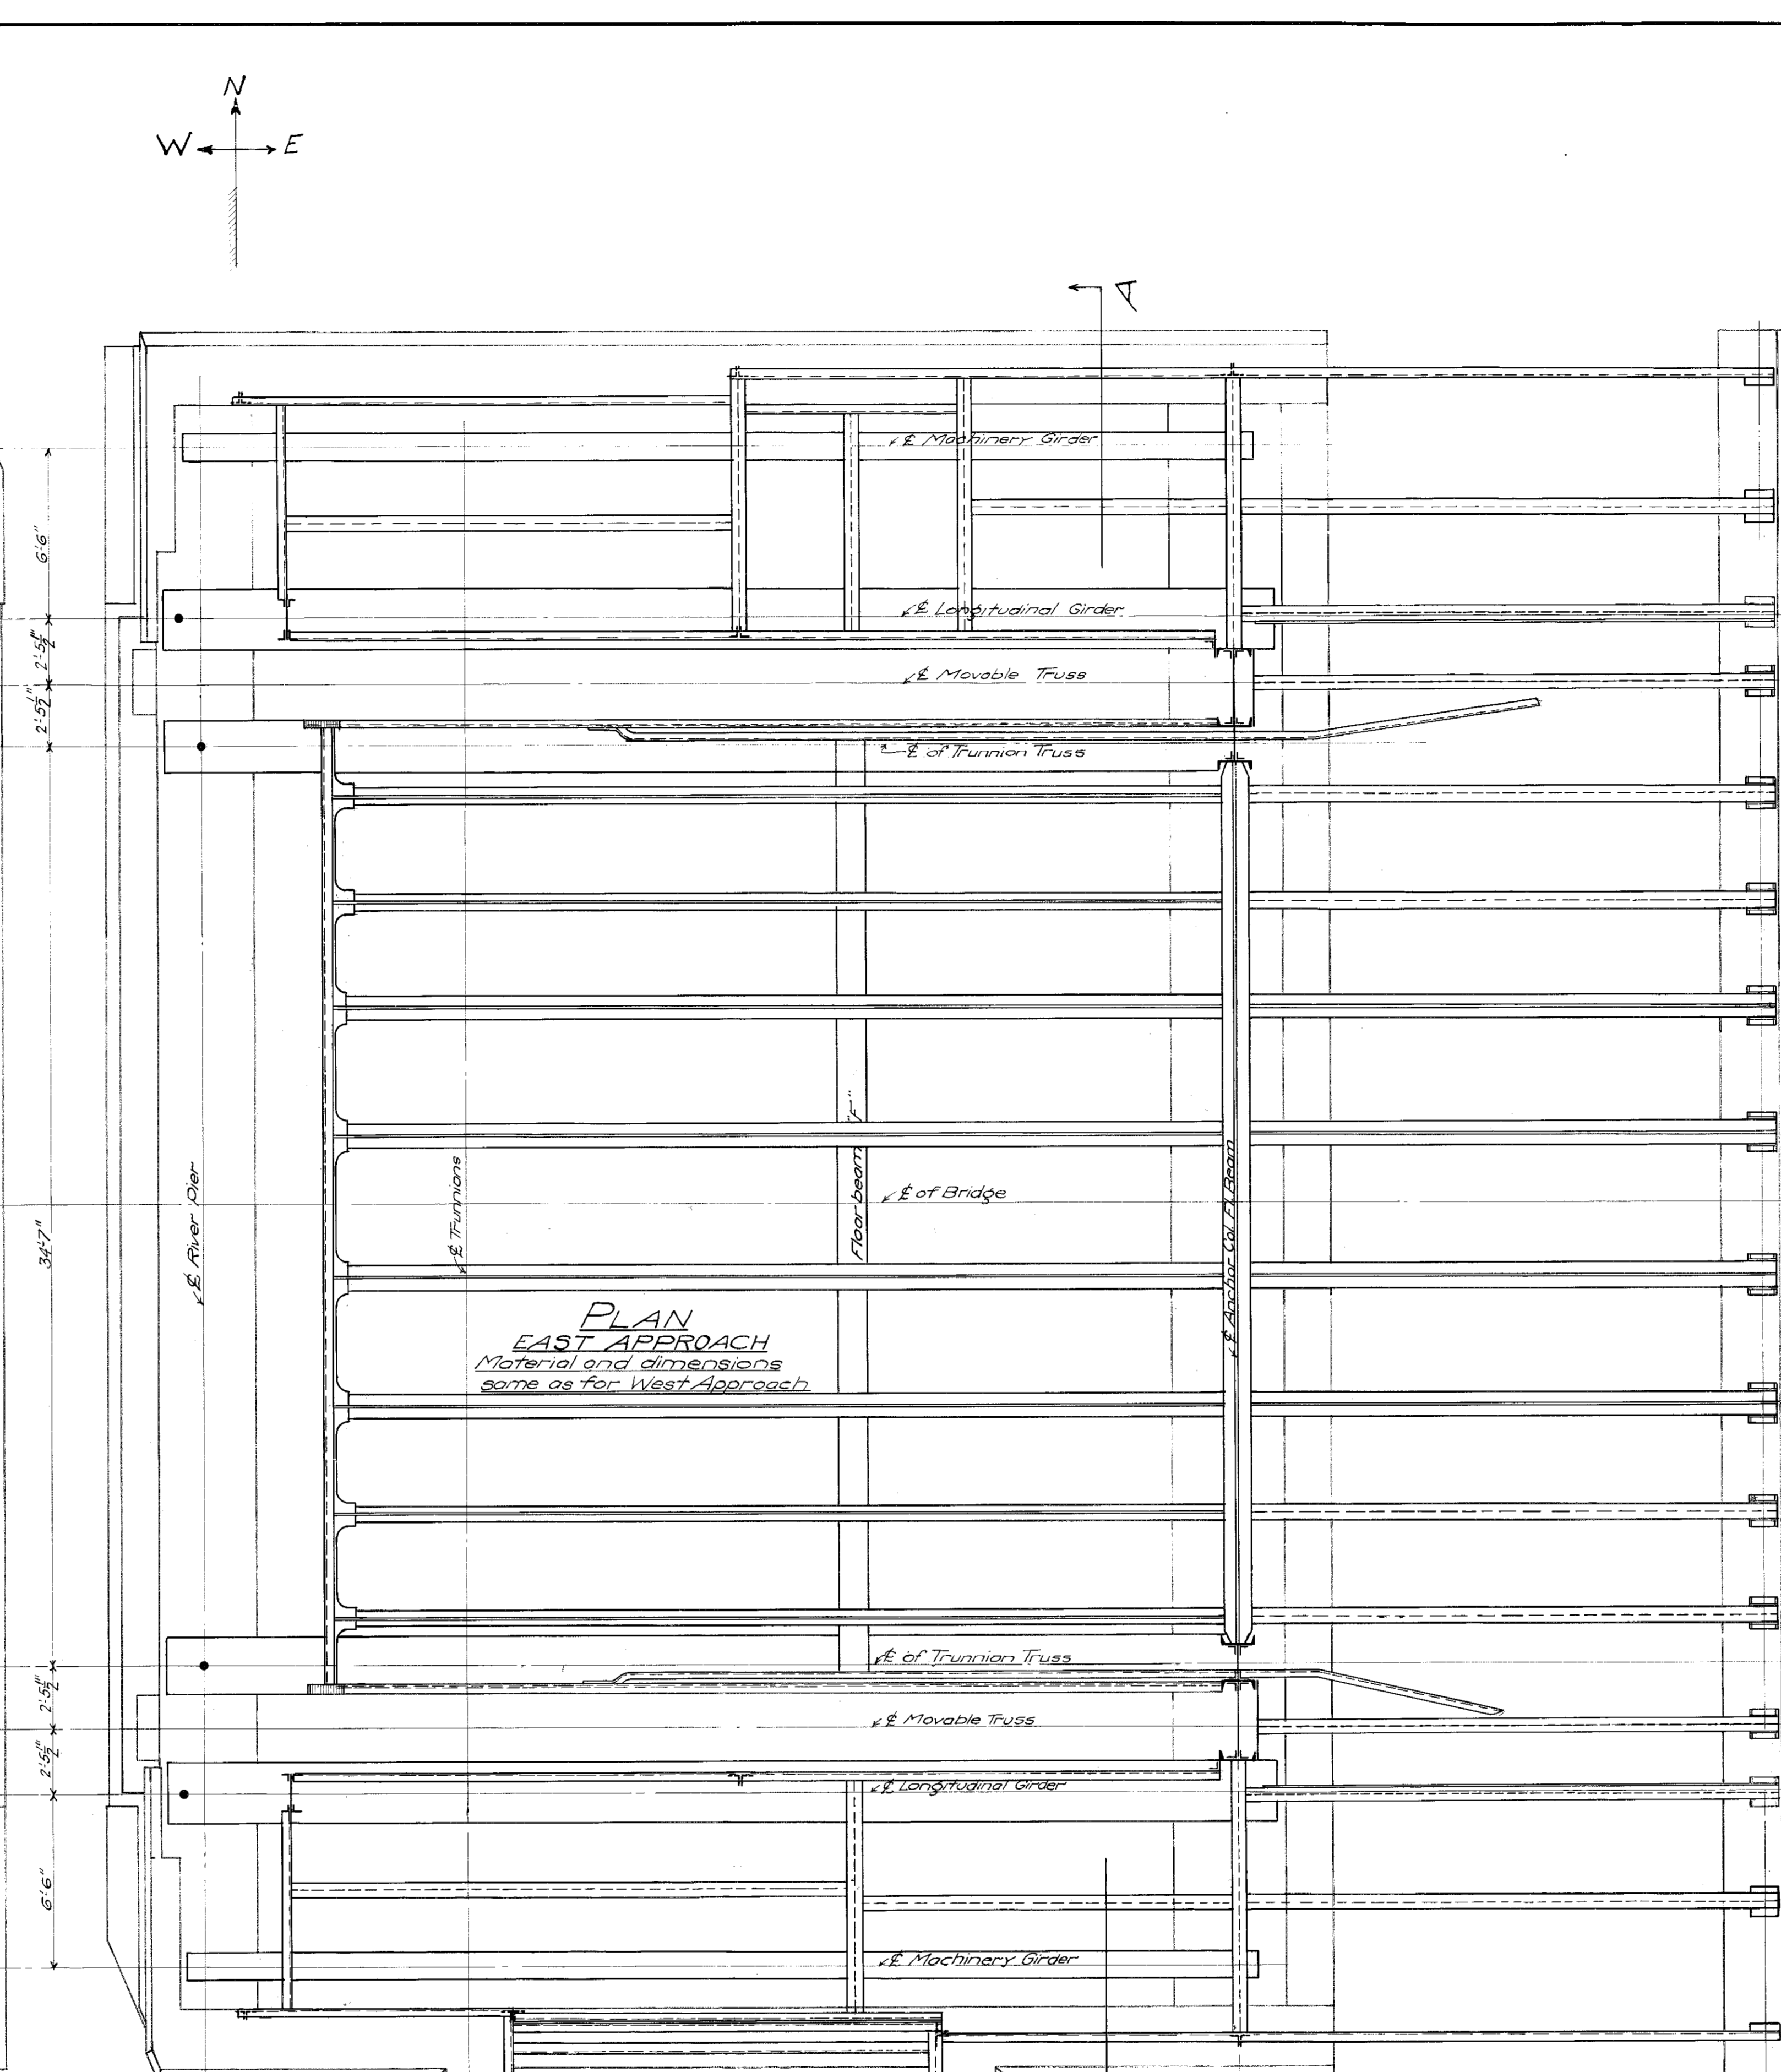 N
W E
A
℄ Machinery Girder
6'6"
℄ Longitudinal Girder
2'-5½"
℄ Movable Truss
2'-5½"
℄ of Trunnion Truss
℄ River Pier
℄ Trunnions
Floor beam "F"
℄ of Bridge
℄ Anchor Col. Fl. Beam
34'-7"
PLAN
EAST APPROACH
Material and dimensions
same as for West Approach
℄ of Trunnion Truss
2'-5½"
℄ Movable Truss
2'-5½"
℄ Longitudinal Girder
6'6"
℄ Machinery Girder